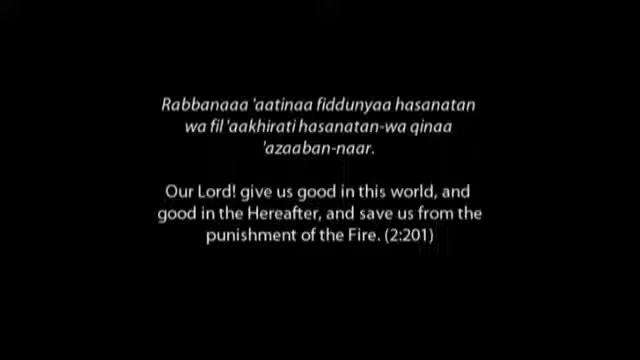 Rabbanaaa 'aatinaa fiddunyaa hasanatan
wa fil 'aakhirati hasanatan-wa qinaa
'azaaban-naar.
Our Lord! give us good in this world, and
good in the Hereafter, and save us from the
punishment of the Fire. (2:201)